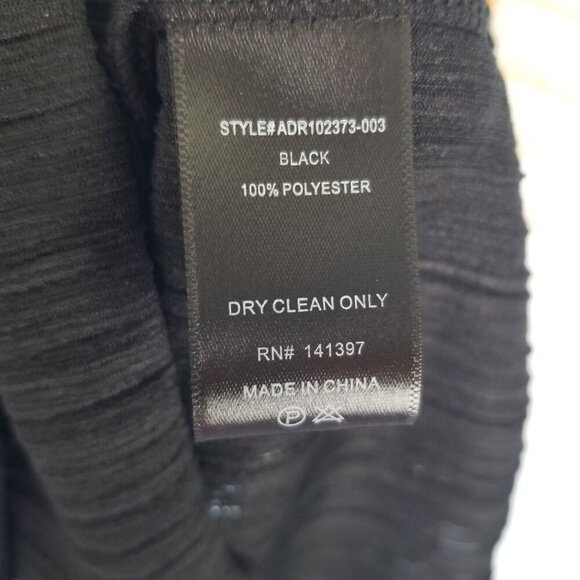 STYLE#ADR102373-003
BLACK
100% POLYESTER
DRY CLEAN ONLY
RN# 141397
MADE IN CHINA
P